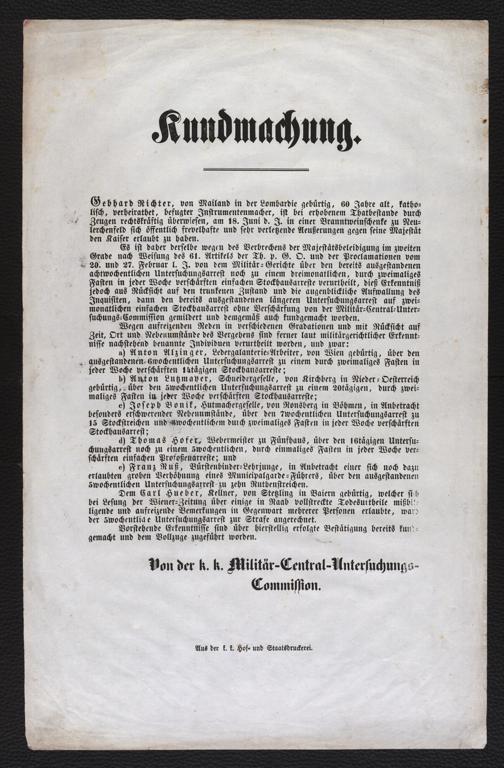 Kundmachung.
Gebhard Richter, von Mailand in der Lombardie gebürtig, 60 Jahre alt, katho-
lisch, verheirathet, befugter Instrumentenmacher, ist bei erhobenem Thatbestande durch
Zeugen rechtskräftig überwiesen, am 18. Juni d. J. in einer Branntweinschenke zu Neu-
lerchenfeld sich öffentlich frevelhafte und sehr verletzende Aeußerungen gegen seine Majestät
den Kaiser erlaubt zu haben.
Es ist daher derselbe wegen des Verbrechens der Majestätsbeleidigung im zweiten
Grade nach Weisung des 61. Artikels der Th. p. G. O. und der Proclamationen vom
20. und 27. Februar l. J. von dem Militär-Gerichte über den bereits ausgestandenen
achtwochentlichen Untersuchungsarrest noch zu einem dreimonatlichen, durch zweimaliges
Fasten in jeder Woche verschärften einfachen Stockhausarreste verurtheilt, dieß Erkenntniß
jedoch aus Rücksicht auf den trunkenen Zustand und die augenblickliche Aufwallung des
Inquisiten, dann den bereits ausgestandenen längeren Untersuchungsarrest auf zwei-
monatlichen einfachen Stockhausarrest ohne Verschärfung von der Militär-Central-Unter-
suchungs-Commission gemildert und demgemäß auch kundgemacht worden.
Wegen aufreizenden Reden in verschiedenen Gradationen und mit Rücksicht auf
Zeit, Ort und Nebenumstände des Vergehens sind ferner laut militärgerichtlicher Erkennt-
nisse nachstehend benannte Individuen verurtheilt worden, und zwar:
a) Anton Alzinger, Ledergalanterie-Arbeiter, von Wien gebürtig, über den
ausgestandenen 6wochentlichen Untersuchungsarrest zu einem durch zweimaliges Fasten in
jeder Woche verschärften 14tägigen Stockhausarreste;
b) Anton Lutzmayer, Schneidergeselle, von Kirchberg in Nieder-Oesterreich
gebürtig, über den 5wochentlichen Untersuchungsarrest zu einem 20tägigen, durch zwei-
maliges Fasten in jeder Woche verschärften Stockhausarreste;
c) Joseph Bonik, Hutmachergeselle, von Ronsberg in Böhmen, in Anbetracht
besonders erschwerender Nebenumstände, über den 7wochentlichen Untersuchungsarrest zu
15 Stockstreichen und 4wochentlichem durch zweimaliges Fasten in jeder Woche verschärften
Stockhausarrest;
d) Thomas Hofer, Webermeister zu Fünfhaus, über den 16tägigen Untersu-
chungsarrest noch zu einem 3wochentlichen, durch einmaliges Fasten in jeder Woche ver-
schärften einfachen Profoßenarreste; und
e) Franz Ruß, Bürstenbinder-Lehrjunge, in Anbetracht einer sich noch dazu
erlaubten groben Verhöhnung eines Municipalgarde-Führers, über den ausgestandenen
3wochentlichen Untersuchungsarrest zu zehn Ruthenstreichen.
Dem Carl Hueber, Kellner, von Stetzling in Baiern gebürtig, welcher sich
bei Lesung der Wiener-Zeitung über einige in Raab vollstreckte Todesurtheile mißbil-
ligende und aufreizende Bemerkungen in Gegenwart mehrerer Personen erlaubte, ward
der 5wochentliche Untersuchungsarrest zur Strafe angerechnet.
Vorstehende Erkenntnisse sind über hierstellig erfolgte Bestätigung bereits kund-
gemacht und dem Vollzuge zugeführt worden.
Von der k. k. Militär-Central-Untersuchungs-
Commission.
Aus der k. k. Hof- und Staatsdruckerei.